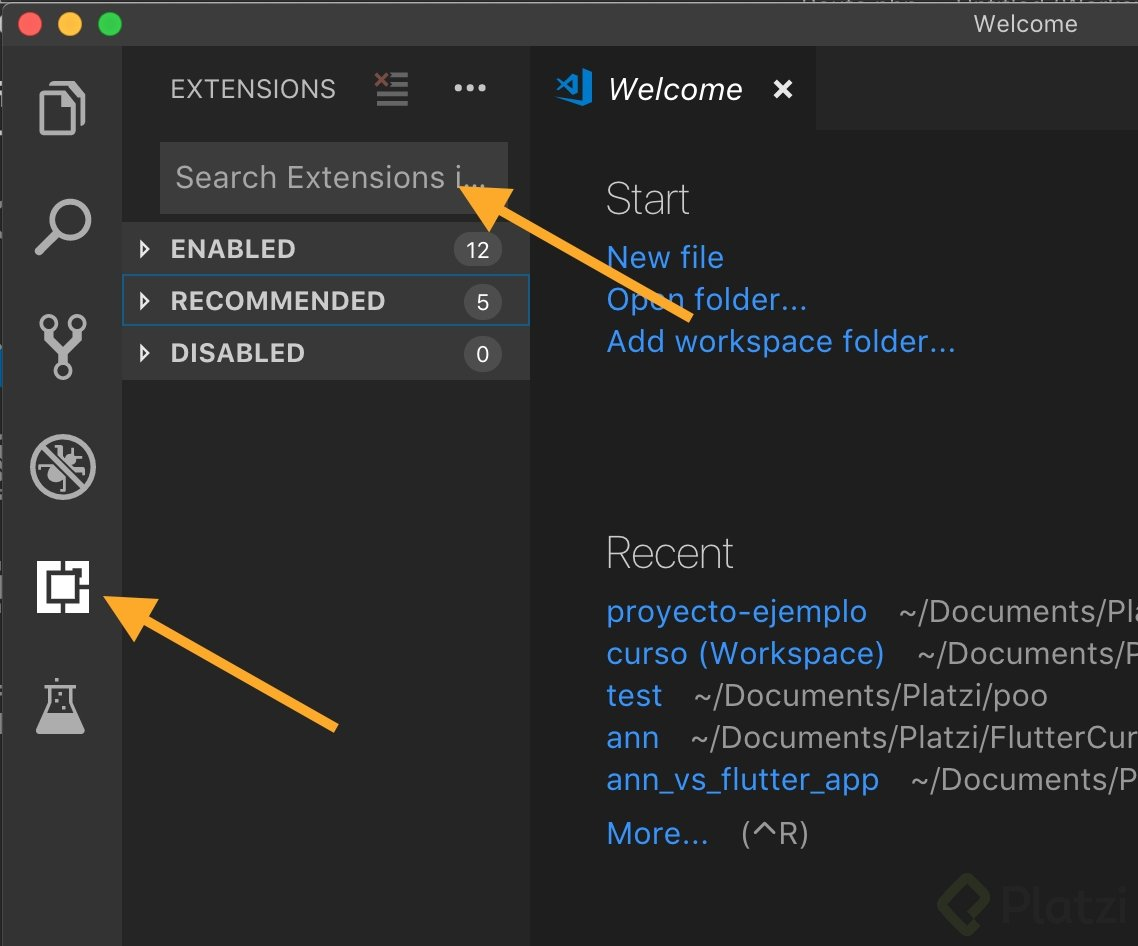 Welcome
EXTENSIONS
Welcome
Search Extensions i...
ENABLED 12
RECOMMENDED 5
DISABLED 0
Start
New file
Open folder...
Add workspace folder...
Recent
proyecto-ejemplo ~/Documents/Pla
curso (Workspace) ~/Documents/P
test ~/Documents/Platzi/poo
ann ~/Documents/Platzi/FlutterCur
ann_vs_flutter_app ~/Documents/P
More... (^R)
Platzi